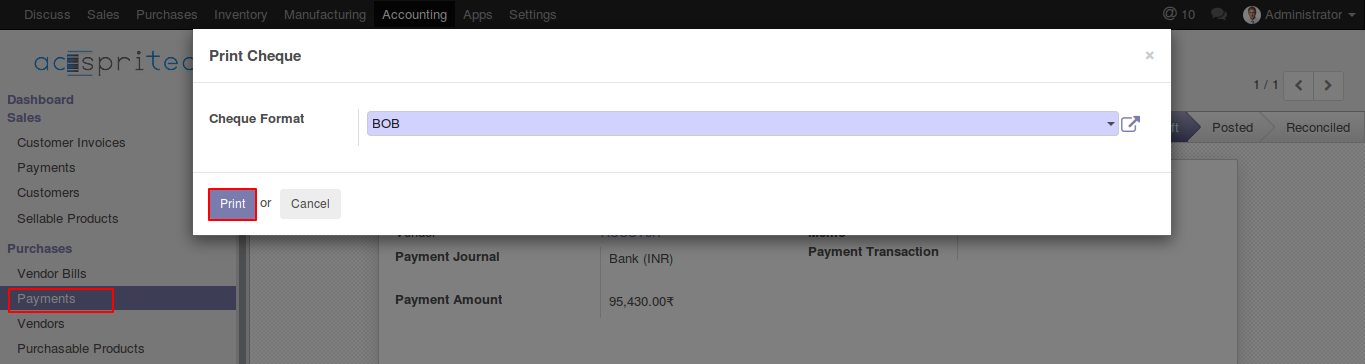 Discuss Sales Purchases Inventory Manufacturing Accounting Apps Settings @ 10 Administrator
Print Cheque ×
acespritec
1 / 1
Dashboard
Sales
Cheque Format BOB
Posted Reconciled
Customer Invoices
Payments
Customers
Print or Cancel
Sellable Products
Purchases
Payment Journal Bank (INR)
Payment Transaction
Vendor Bills
Payments
Payment Amount 95,430.00₹
Vendors
Purchasable Products